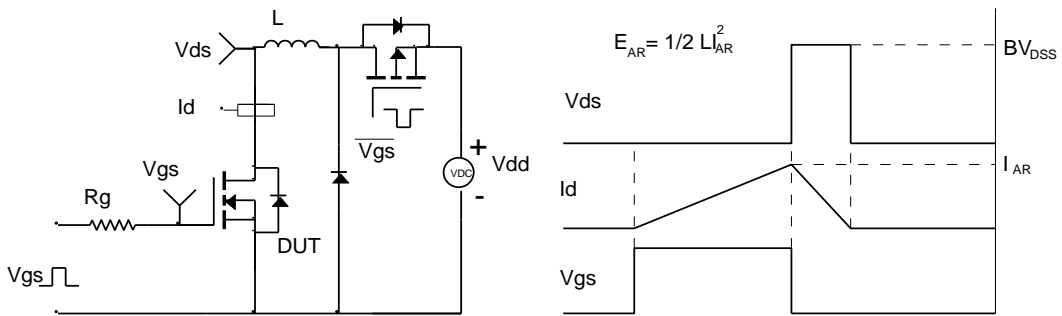 L
Vds
Id
Vgs
Rg
DUT
Vgs
Vgs
VDC
+
Vdd
-
E_AR = 1/2 LI_AR^2
BV_DSS
Vds
I_AR
Id
Vgs